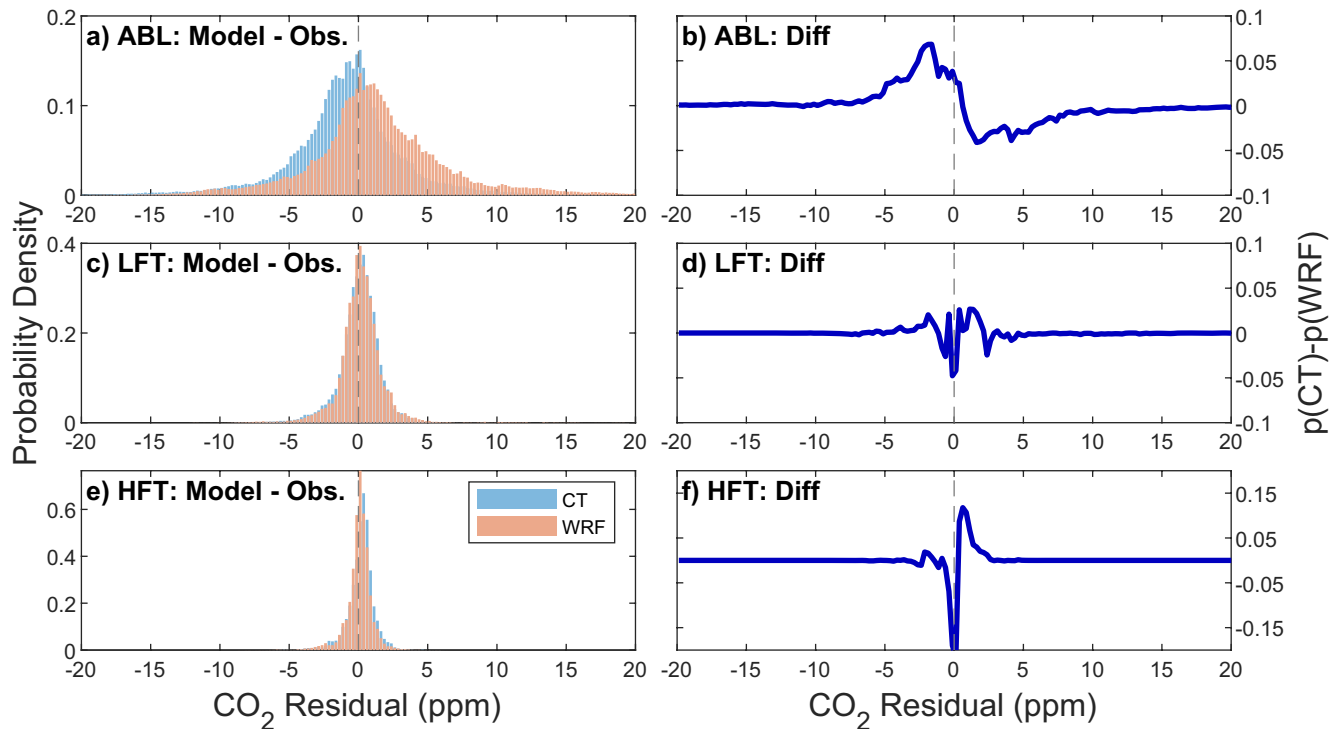 a) ABL: Model - Obs.
0.2
0.1
0
-20 -15 -10 -5 0 5 10 15 20
b) ABL: Diff
0.1
0.05
0
-0.05
-0.1
-20 -15 -10 -5 0 5 10 15 20
c) LFT: Model - Obs.
0.4
0.2
0
-20 -15 -10 -5 0 5 10 15 20
d) LFT: Diff
0.1
0.05
0
-0.05
-0.1
-20 -15 -10 -5 0 5 10 15 20
e) HFT: Model - Obs.
CT
WRF
0.6
0.4
0.2
0
-20 -15 -10 -5 0 5 10 15 20
f) HFT: Diff
0.15
0.05
-0.05
-0.15
-20 -15 -10 -5 0 5 10 15 20
Probability Density
p(CT)-p(WRF)
CO2 Residual (ppm)
CO2 Residual (ppm)